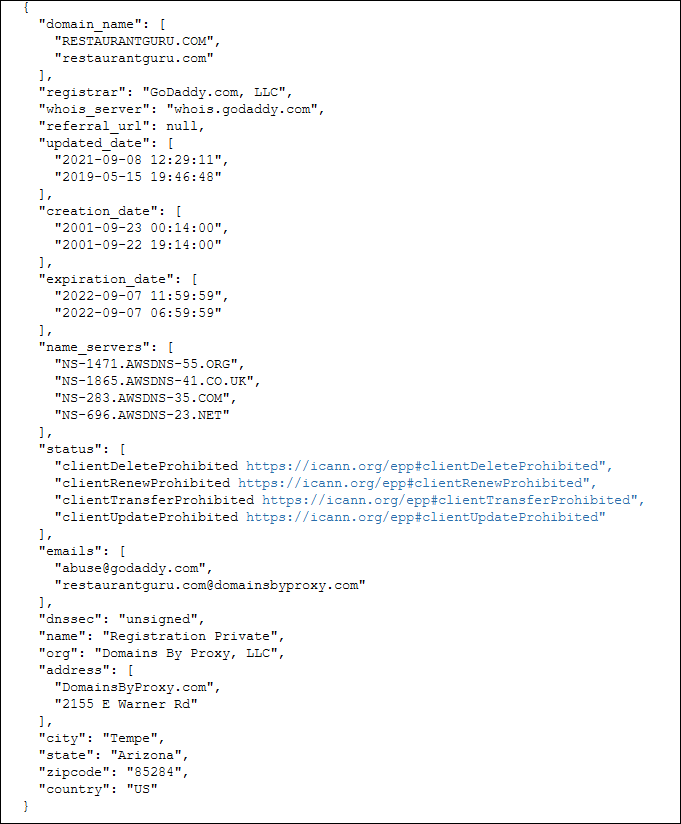 {
"domain_name": [
"RESTAURANTGURU.COM",
"restaurantguru.com"
],
"registrar": "GoDaddy.com, LLC",
"whois_server": "whois.godaddy.com",
"referral_url": null,
"updated_date": [
"2021-09-08 12:29:11",
"2019-05-15 19:46:48"
],
"creation_date": [
"2001-09-23 00:14:00",
"2001-09-22 19:14:00"
],
"expiration_date": [
"2022-09-07 11:59:59",
"2022-09-07 06:59:59"
],
"name_servers": [
"NS-1471.AWSDNS-55.ORG",
"NS-1865.AWSDNS-41.CO.UK",
"NS-283.AWSDNS-35.COM",
"NS-696.AWSDNS-23.NET"
],
"status": [
"clientDeleteProhibited https://icann.org/epp#clientDeleteProhibited",
"clientRenewProhibited https://icann.org/epp#clientRenewProhibited",
"clientTransferProhibited https://icann.org/epp#clientTransferProhibited",
"clientUpdateProhibited https://icann.org/epp#clientUpdateProhibited"
],
"emails": [
"abuse@godaddy.com",
"restaurantguru.com@domainsbyproxy.com"
],
"dnssec": "unsigned",
"name": "Registration Private",
"org": "Domains By Proxy, LLC",
"address": [
"DomainsByProxy.com",
"2155 E Warner Rd"
],
"city": "Tempe",
"state": "Arizona",
"zipcode": "85284",
"country": "US"
}